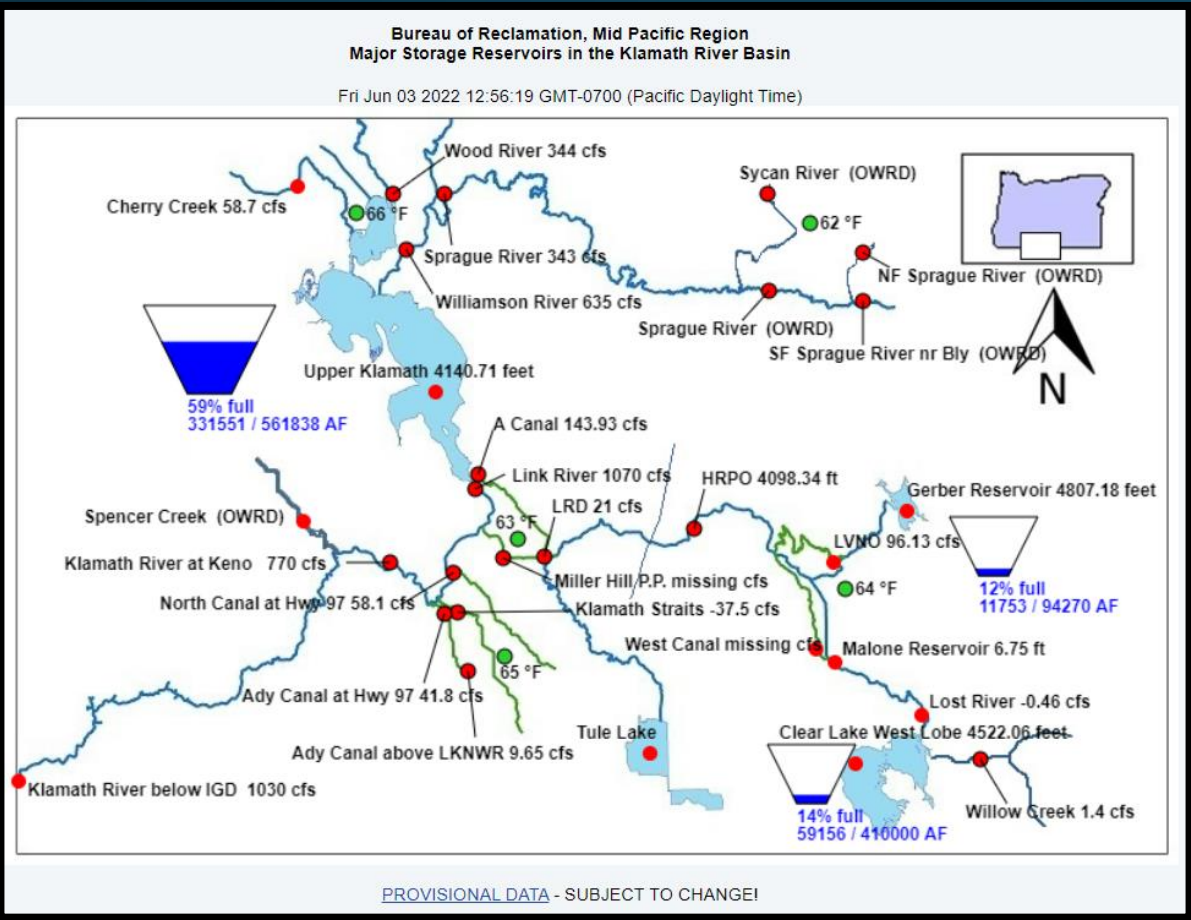 Bureau of Reclamation, Mid Pacific Region
Major Storage Reservoirs in the Klamath River Basin
Fri Jun 03 2022 12:56:19 GMT-0700 (Pacific Daylight Time)
Wood River 344 cfs
Sycan River (OWRD)
Cherry Creek 58.7 cfs
66 °F
62 °F
Sprague River 343 cfs
NF Sprague River (OWRD)
Williamson River 635 cfs
Sprague River (OWRD)
SF Sprague River nr Bly (OWRD)
Upper Klamath 4140.71 feet
N
59% full
331551 / 561838 AF
A Canal 143.93 cfs
Link River 1070 cfs
HRPO 4098.34 ft
Gerber Reservoir 4807.18 feet
LRD 21 cfs
Spencer Creek (OWRD)
63 °F
LVNO 96.13 cfs
Klamath River at Keno 770 cfs
Miller Hill P.P. missing cfs
64 °F
12% full
11753 / 94270 AF
North Canal at Hwy 97 58.1 cfs
Klamath Straits -37.5 cfs
West Canal missing cfs
Malone Reservoir 6.75 ft
65 °F
Ady Canal at Hwy 97 41.8 cfs
Lost River -0.46 cfs
Tule Lake
Clear Lake West Lobe 4522.06 feet
Ady Canal above LKNWR 9.65 cfs
Klamath River below IGD 1030 cfs
Willow Creek 1.4 cfs
14% full
59156 / 410000 AF
PROVISIONAL DATA - SUBJECT TO CHANGE!